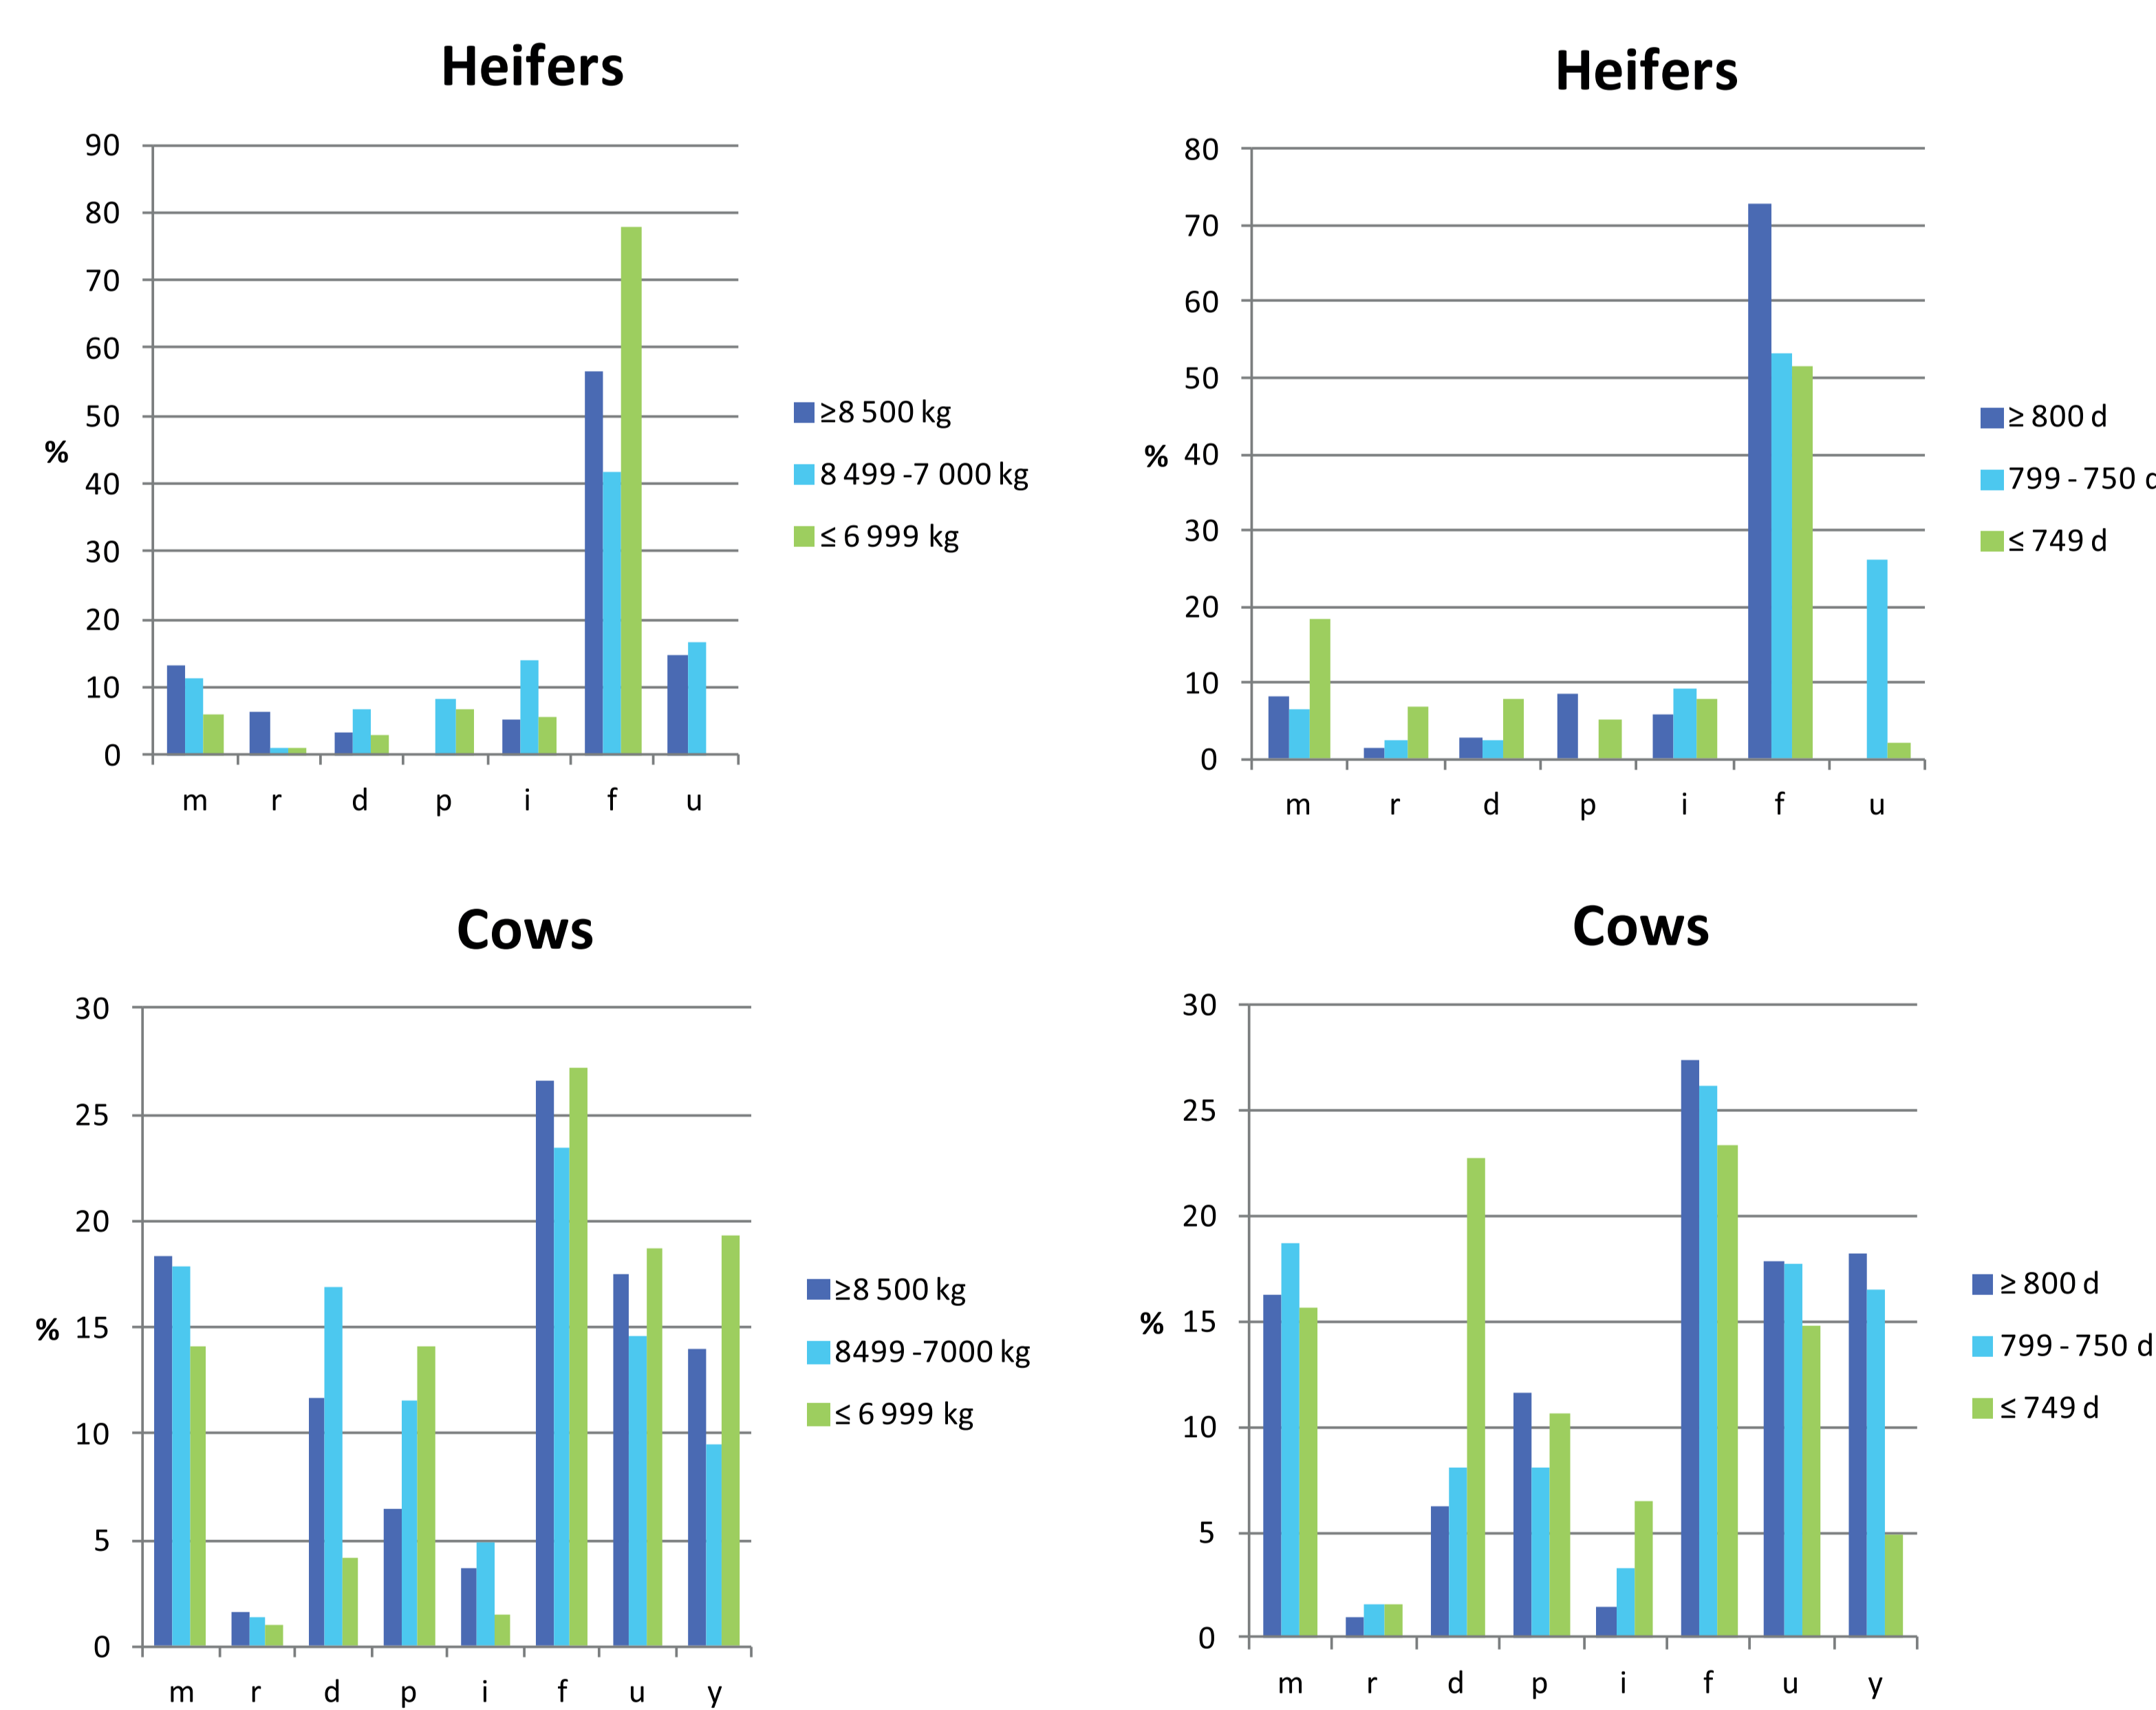 Heifers
90
80
70
60
50
40
30
20
10
0
%
m r d p i f u
≥8 500 kg
8 499 -7 000 kg
≤ 6 999 kg
Heifers
80
70
60
50
40
30
20
10
0
%
m r d p i f u
≥ 800 d
799 - 750 d
≤ 749 d
Cows
30
25
20
15
10
5
0
%
m r d p i f u y
≥8 500 kg
8499 -7000 kg
≤ 6 999 kg
Cows
30
25
20
15
10
5
0
%
m r d p i f u y
≥ 800 d
799 - 750 d
≤ 749 d